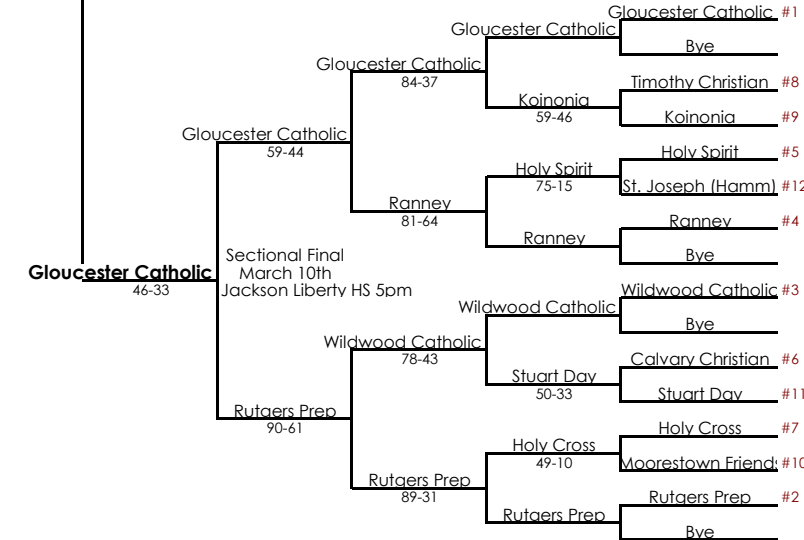 Gloucester Catholic #1
Gloucester Catholic
Bye
Gloucester Catholic
84-37
Timothy Christian #8
Koinonia
59-46
Koinonia #9
Gloucester Catholic
59-44
Holy Spirit #5
Holy Spirit
75-15
St. Joseph (Hamm) #12
Ranney
81-64
Ranney #4
Ranney
Bye
Sectional Final
March 10th
Jackson Liberty HS 5pm
Gloucester Catholic
46-33
Wildwood Catholic #3
Wildwood Catholic
Bye
Wildwood Catholic
78-43
Calvary Christian #6
Stuart Day
50-33
Stuart Day #11
Rutgers Prep
90-61
Holy Cross #7
Holy Cross
49-10
Moorestown Friends #10
Rutgers Prep
89-31
Rutgers Prep #2
Rutgers Prep
Bye